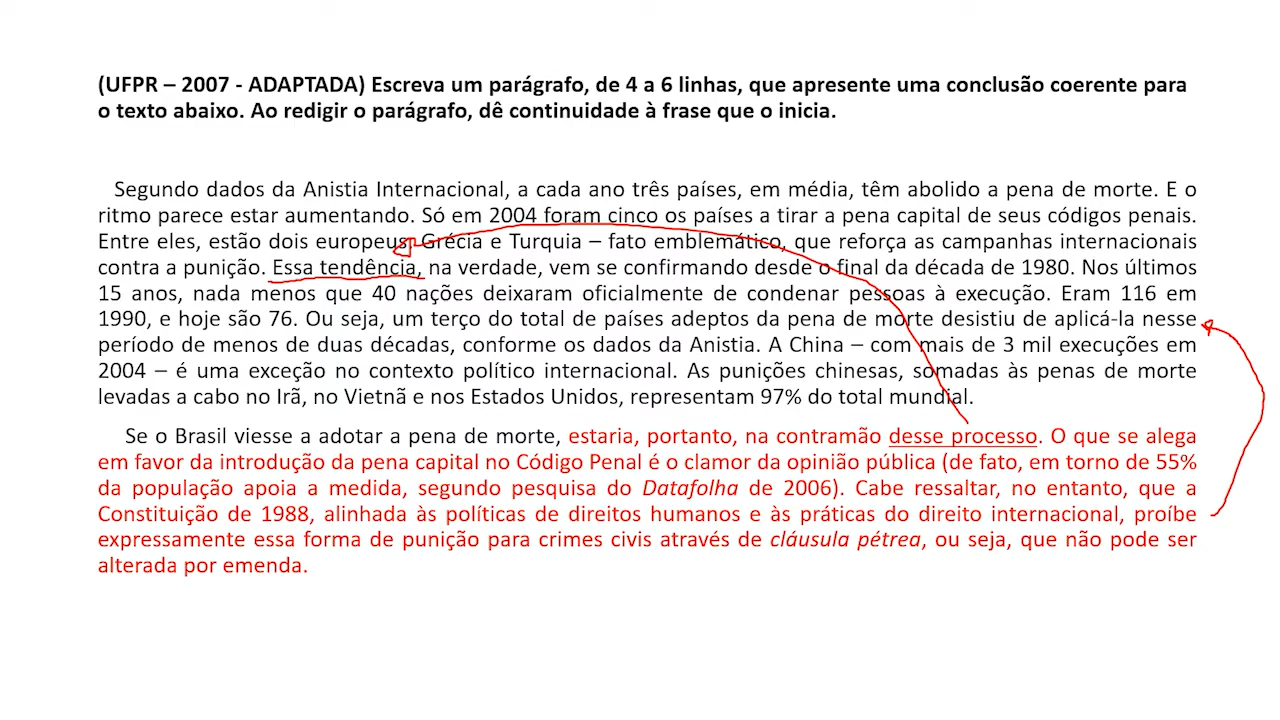 (UFPR – 2007 - ADAPTADA) Escreva um parágrafo, de 4 a 6 linhas, que apresente uma conclusão coerente para
o texto abaixo. Ao redigir o parágrafo, dê continuidade à frase que o inicia.
Segundo dados da Anistia Internacional, a cada ano três países, em média, têm abolido a pena de morte. E o
ritmo parece estar aumentando. Só em 2004 foram cinco os países a tirar a pena capital de seus códigos penais.
Entre eles, estão dois europeus, Grécia e Turquia – fato emblemático, que reforça as campanhas internacionais
contra a punição. Essa tendência, na verdade, vem se confirmando desde o final da década de 1980. Nos últimos
15 anos, nada menos que 40 nações deixaram oficialmente de condenar pessoas à execução. Eram 116 em
1990, e hoje são 76. Ou seja, um terço do total de países adeptos da pena de morte desistiu de aplicá-la nesse
período de menos de duas décadas, conforme os dados da Anistia. A China – com mais de 3 mil execuções em
2004 – é uma exceção no contexto político internacional. As punições chinesas, somadas às penas de morte
levadas a cabo no Irã, no Vietnã e nos Estados Unidos, representam 97% do total mundial.
Se o Brasil viesse a adotar a pena de morte, estaria, portanto, na contramão desse processo. O que se alega
em favor da introdução da pena capital no Código Penal é o clamor da opinião pública (de fato, em torno de 55%
da população apoia a medida, segundo pesquisa do Datafolha de 2006). Cabe ressaltar, no entanto, que a
Constituição de 1988, alinhada às políticas de direitos humanos e às práticas do direito internacional, proíbe
expressamente essa forma de punição para crimes civis através de cláusula pétrea, ou seja, que não pode ser
alterada por emenda.